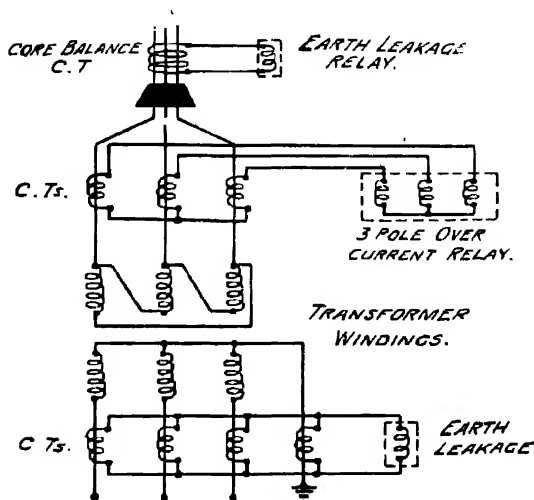 CORE BALANCE
C.T
EARTH LEAKAGE
RELAY.
C.Ts.
3 POLE OVER
CURRENT RELAY.
TRANSFORMER
WINDINGS.
C Ts.
EARTH
LEAKAGE